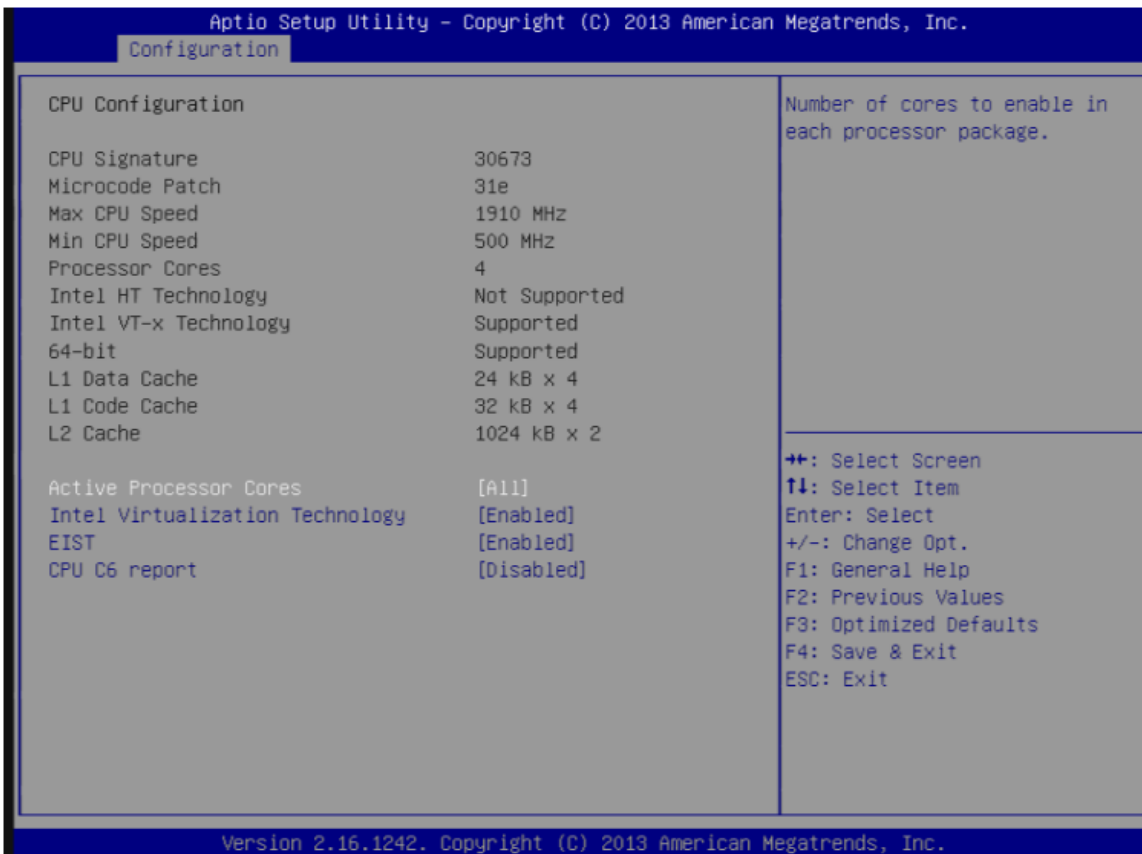 Aptio Setup Utility – Copyright (C) 2013 American Megatrends, Inc.
Configuration
CPU Configuration
CPU Signature 30673
Microcode Patch 31e
Max CPU Speed 1910 MHz
Min CPU Speed 500 MHz
Processor Cores 4
Intel HT Technology Not Supported
Intel VT-x Technology Supported
64-bit Supported
L1 Data Cache 24 kB x 4
L1 Code Cache 32 kB x 4
L2 Cache 1024 kB x 2
Active Processor Cores [All]
Intel Virtualization Technology [Enabled]
EIST [Enabled]
CPU C6 report [Disabled]
Number of cores to enable in
each processor package.
→←: Select Screen
↑↓: Select Item
Enter: Select
+/-: Change Opt.
F1: General Help
F2: Previous Values
F3: Optimized Defaults
F4: Save & Exit
ESC: Exit
Version 2.16.1242. Copyright (C) 2013 American Megatrends, Inc.